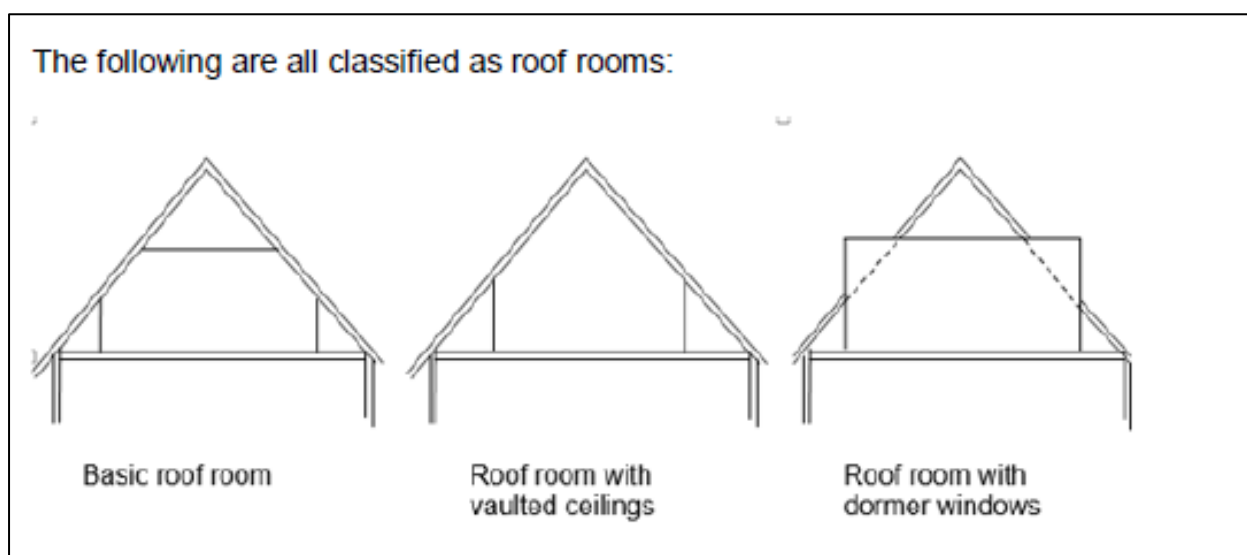 The following are all classified as roof rooms:
Basic roof room
Roof room with
vaulted ceilings
Roof room with
dormer windows